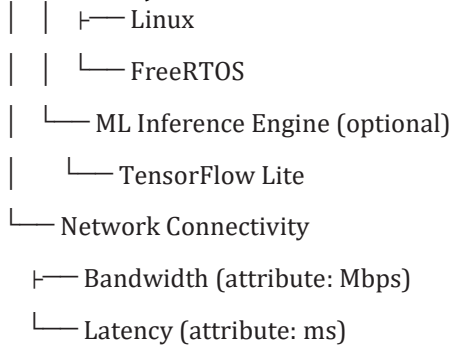 │ │ ├── Linux
│ │ └── FreeRTOS
│ └── ML Inference Engine (optional)
│ └── TensorFlow Lite
└── Network Connectivity
├── Bandwidth (attribute: Mbps)
└── Latency (attribute: ms)